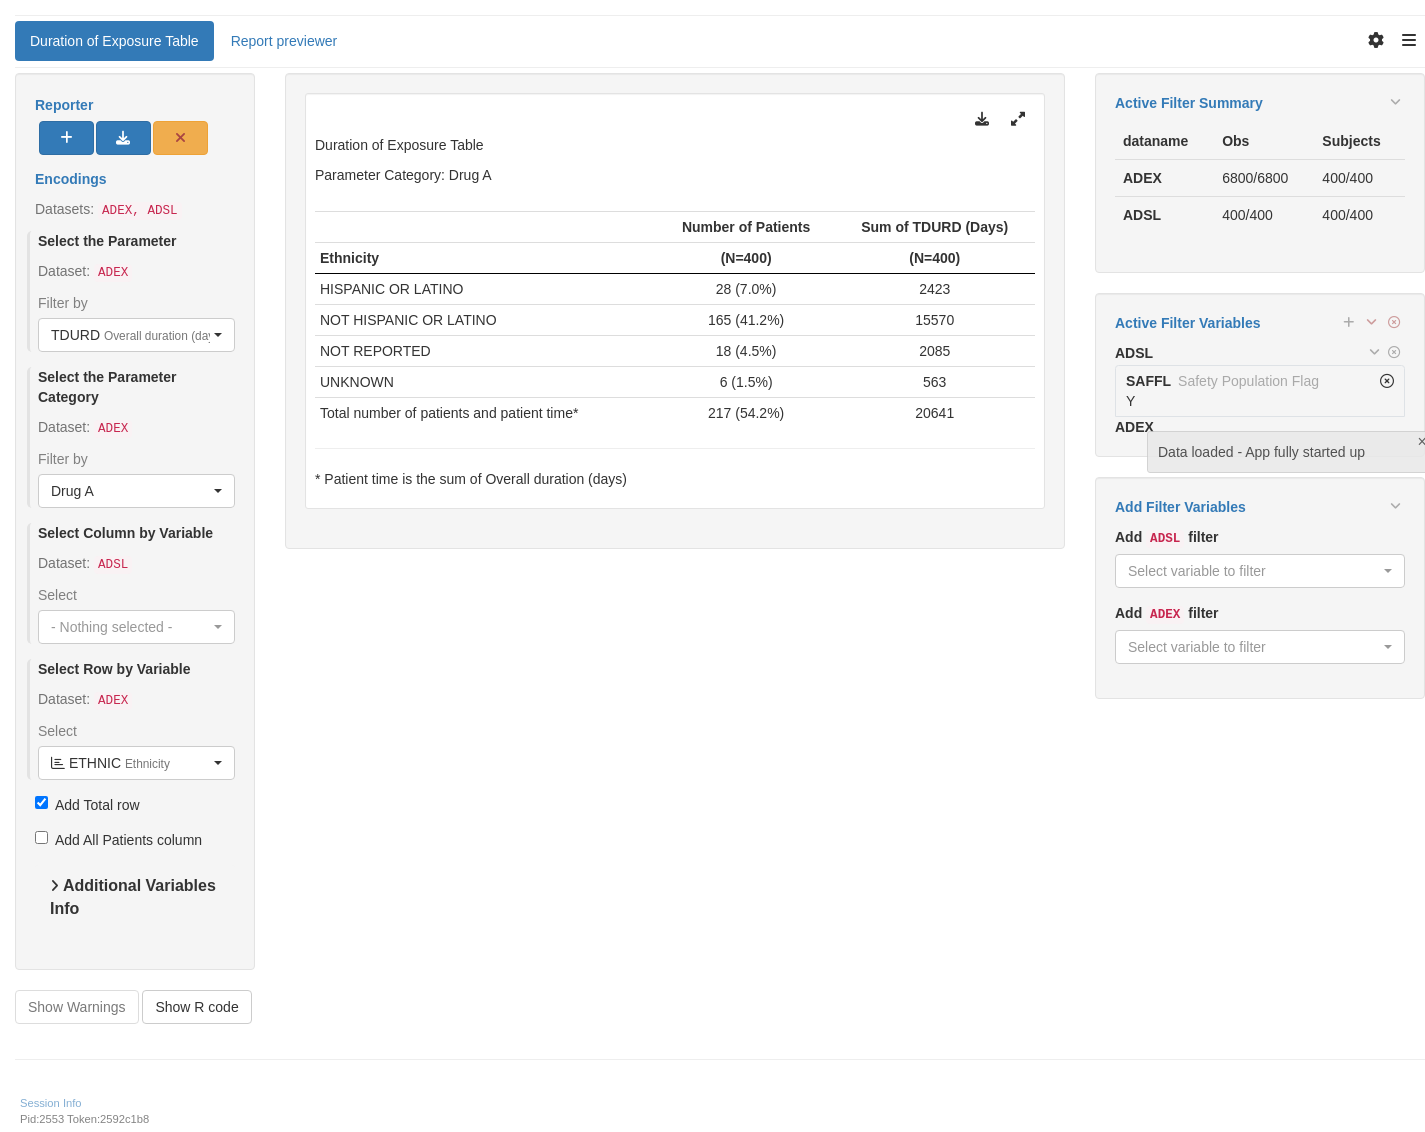 Duration of Exposure Table
Report previewer
Reporter
Encodings
Datasets: ADEX, ADSL
Select the Parameter
Dataset: ADEX
Filter by
TDURD Overall duration (day
Select the Parameter
Category
Dataset: ADEX
Filter by
Drug A
Select Column by Variable
Dataset: ADSL
Select
- Nothing selected -
Select Row by Variable
Dataset: ADEX
Select
ETHNIC Ethnicity
Add Total row
Add All Patients column
Additional Variables
Info
Show Warnings
Show R code
Duration of Exposure Table
Parameter Category: Drug A
Number of Patients Sum of TDURD (Days)
Ethnicity (N=400) (N=400)
HISPANIC OR LATINO 28 (7.0%) 2423
NOT HISPANIC OR LATINO 165 (41.2%) 15570
NOT REPORTED 18 (4.5%) 2085
UNKNOWN 6 (1.5%) 563
Total number of patients and patient time* 217 (54.2%) 20641
* Patient time is the sum of Overall duration (days)
Active Filter Summary
dataname Obs Subjects
ADEX 6800/6800 400/400
ADSL 400/400 400/400
Active Filter Variables
ADSL
SAFFL Safety Population Flag
Y
ADEX
Data loaded - App fully started up
Add Filter Variables
Add ADSL filter
Select variable to filter
Add ADEX filter
Select variable to filter
Session Info
Pid:2553 Token:2592c1b8